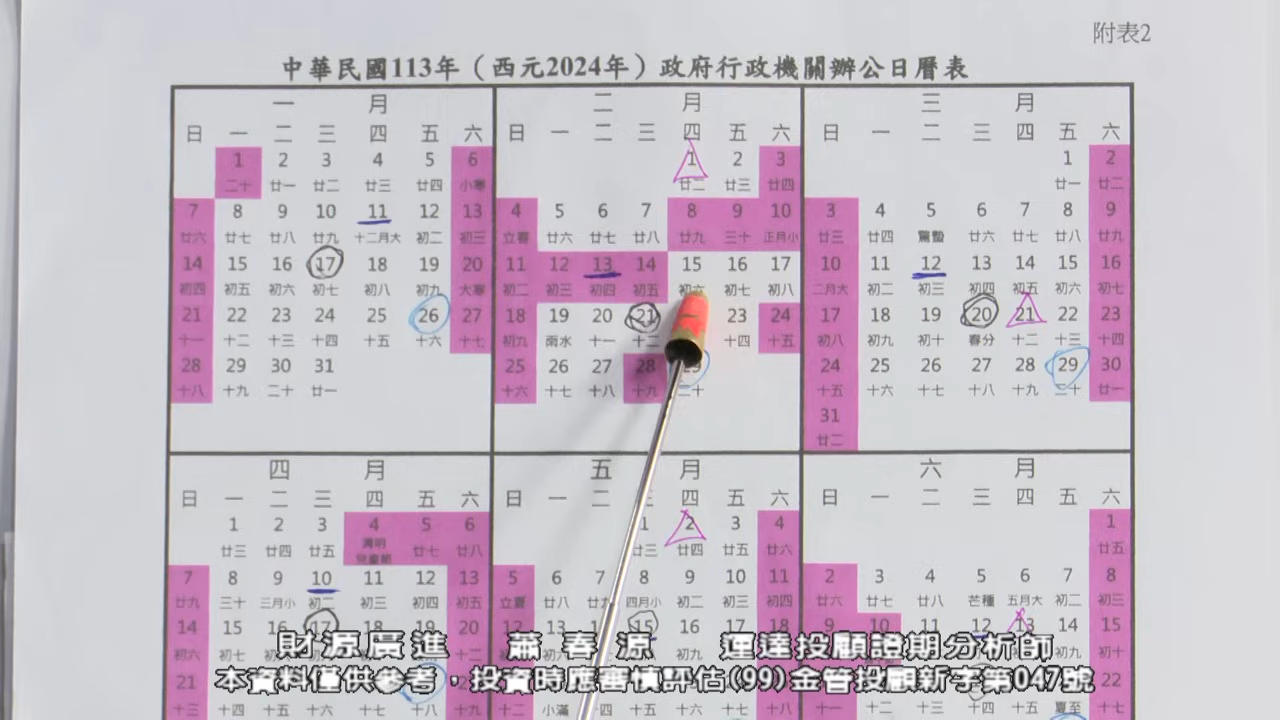 附表2
中華民國113年（西元2024年）政府行政機關辦公日曆表
一 月 二 月 三 月
日 一 二 三 四 五 六 日 一 二 三 四 五 六 日 一 二 三 四 五 六
1 2 3 4 5 6 1 2 3 1 2
二十 廿一 廿二 廿三 廿四 小寒 廿二 廿三 廿四 廿一 廿二
7 8 9 10 11 12 13 4 5 6 7 8 9 10 3 4 5 6 7 8 9
廿六 廿七 廿八 廿九 十二月大 初二 初三 立春 廿六 廿七 廿八 廿九 三十 正月小 廿三 廿四 驚蟄 廿六 廿七 廿八 廿九
14 15 16 17 18 19 20 11 12 13 14 15 16 17 10 11 12 13 14 15 16
初四 初五 初六 初七 初八 初九 大寒 初二 初三 初四 初五 初六 初七 初八 二月大 初二 初三 初四 初五 初六 初七
21 22 23 24 25 26 27 18 19 20 21 23 24 17 18 19 20 21 22 23
十一 十二 十三 十四 十五 十六 十七 初九 雨水 十一 十二 十四 十五 初八 初九 十一 春分 十二 十三 十四
28 29 30 31 25 26 27 28 29 24 25 26 27 28 29 30
十八 十九 二十 廿一 十六 十七 十八 十九 二十 十五 十六 十七 十八 十九 二十 廿一
31
廿二
四 月 五 月 六 月
日 一 二 三 四 五 六 日 一 二 三 四 五 六 日 一 二 三 四 五 六
1 2 3 4 5 6 1 2 3 4 1
廿三 廿四 廿五 清明 兒童節 廿七 廿八 廿三 廿四 廿五 廿六 廿五
7 8 9 10 11 12 13 5 6 7 8 9 10 11 2 3 4 5 6 7 8
廿九 三十 三月小 初二 初三 初四 初五 立夏 廿八 廿九 四月小 初二 初三 初四 廿六 廿七 廿八 芒種 五月大 初二 初三
14 15 16 17 18 19 20 12 13 15 16 17 18 9 10 11 12 13 14 15
財源廣進 蕭春源 運達投顧證期分析師
本資料僅供參考，投資時應審慎評估(99)金管投顧新字第047號